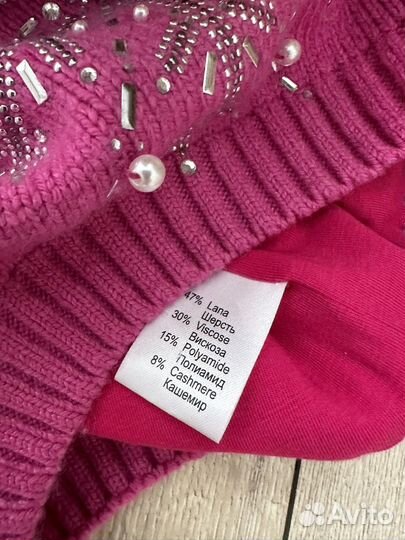 47% Lana
Шерсть
30% Viscose
Вискоза
15% Polyamide
Полиамид
8% Cashmere
Кашемир
Avito